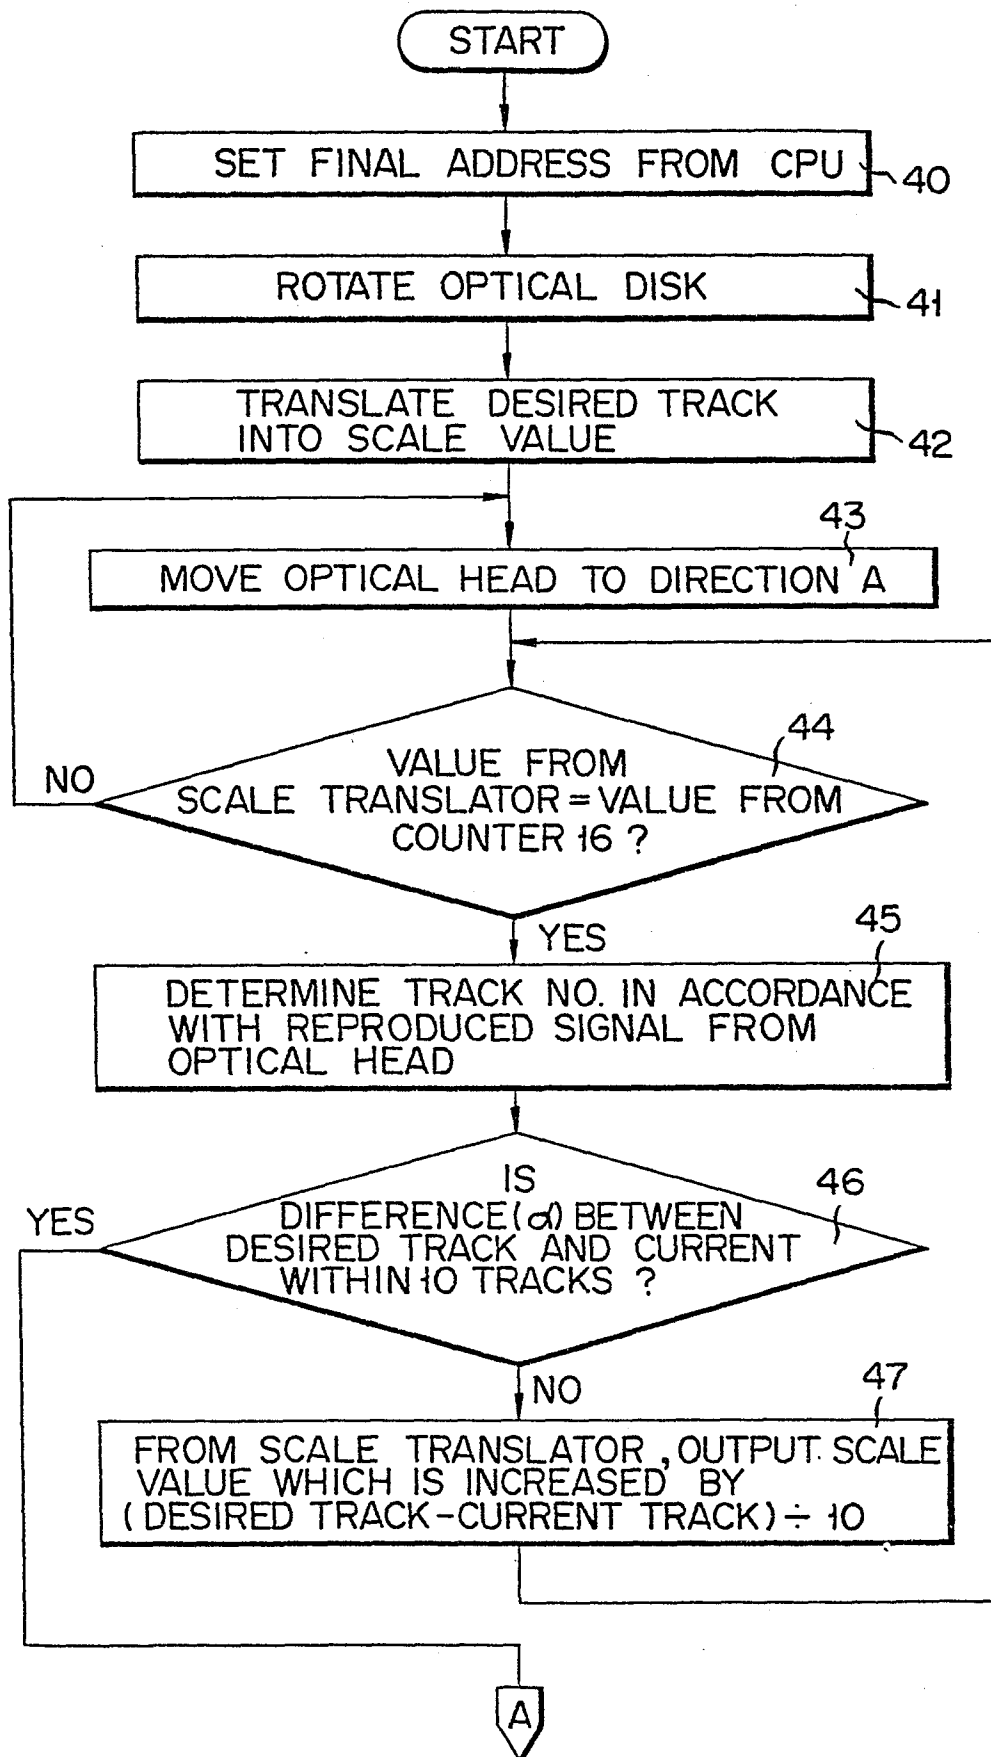 START
SET FINAL ADDRESS FROM CPU
40
ROTATE OPTICAL DISK
41
TRANSLATE DESIRED TRACK
INTO SCALE VALUE
42
43
MOVE OPTICAL HEAD TO DIRECTION A
44
NO
VALUE FROM
SCALE TRANSLATOR = VALUE FROM
COUNTER 16 ?
YES
45
DETERMINE TRACK NO. IN ACCORDANCE
WITH REPRODUCED SIGNAL FROM
OPTICAL HEAD
46
YES
IS
DIFFERENCE (α) BETWEEN
DESIRED TRACK AND CURRENT
WITHIN 10 TRACKS ?
NO
47
FROM SCALE TRANSLATOR, OUTPUT SCALE
VALUE WHICH IS INCREASED BY
(DESIRED TRACK-CURRENT TRACK) ÷ 10
A